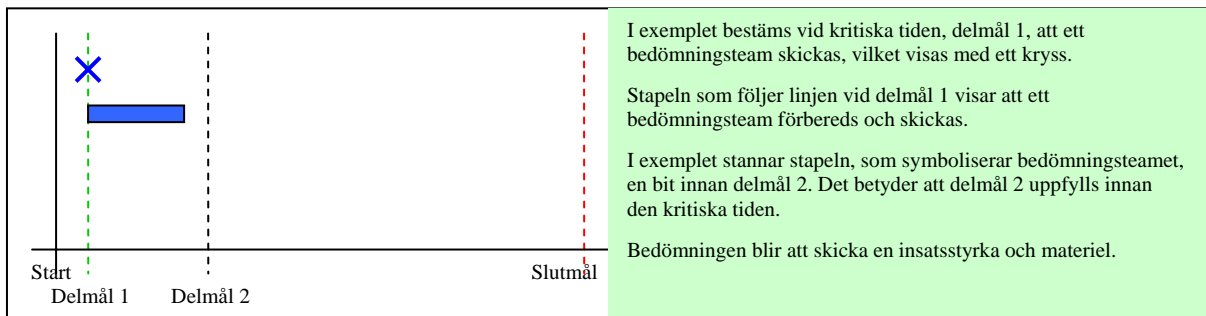 I exemplet bestäms vid kritiska tiden, delmål 1, att ett
bedömningsteam skickas, vilket visas med ett kryss.
Stapeln som följer linjen vid delmål 1 visar att ett
bedömningsteam förbereds och skickas.
I exemplet stannar stapeln, som symboliserar bedömningsteamet,
en bit innan delmål 2. Det betyder att delmål 2 uppfylls innan
den kritiska tiden.
Bedömningen blir att skicka en insatsstyrka och materiel.
Start
Slutmål
Delmål 1
Delmål 2